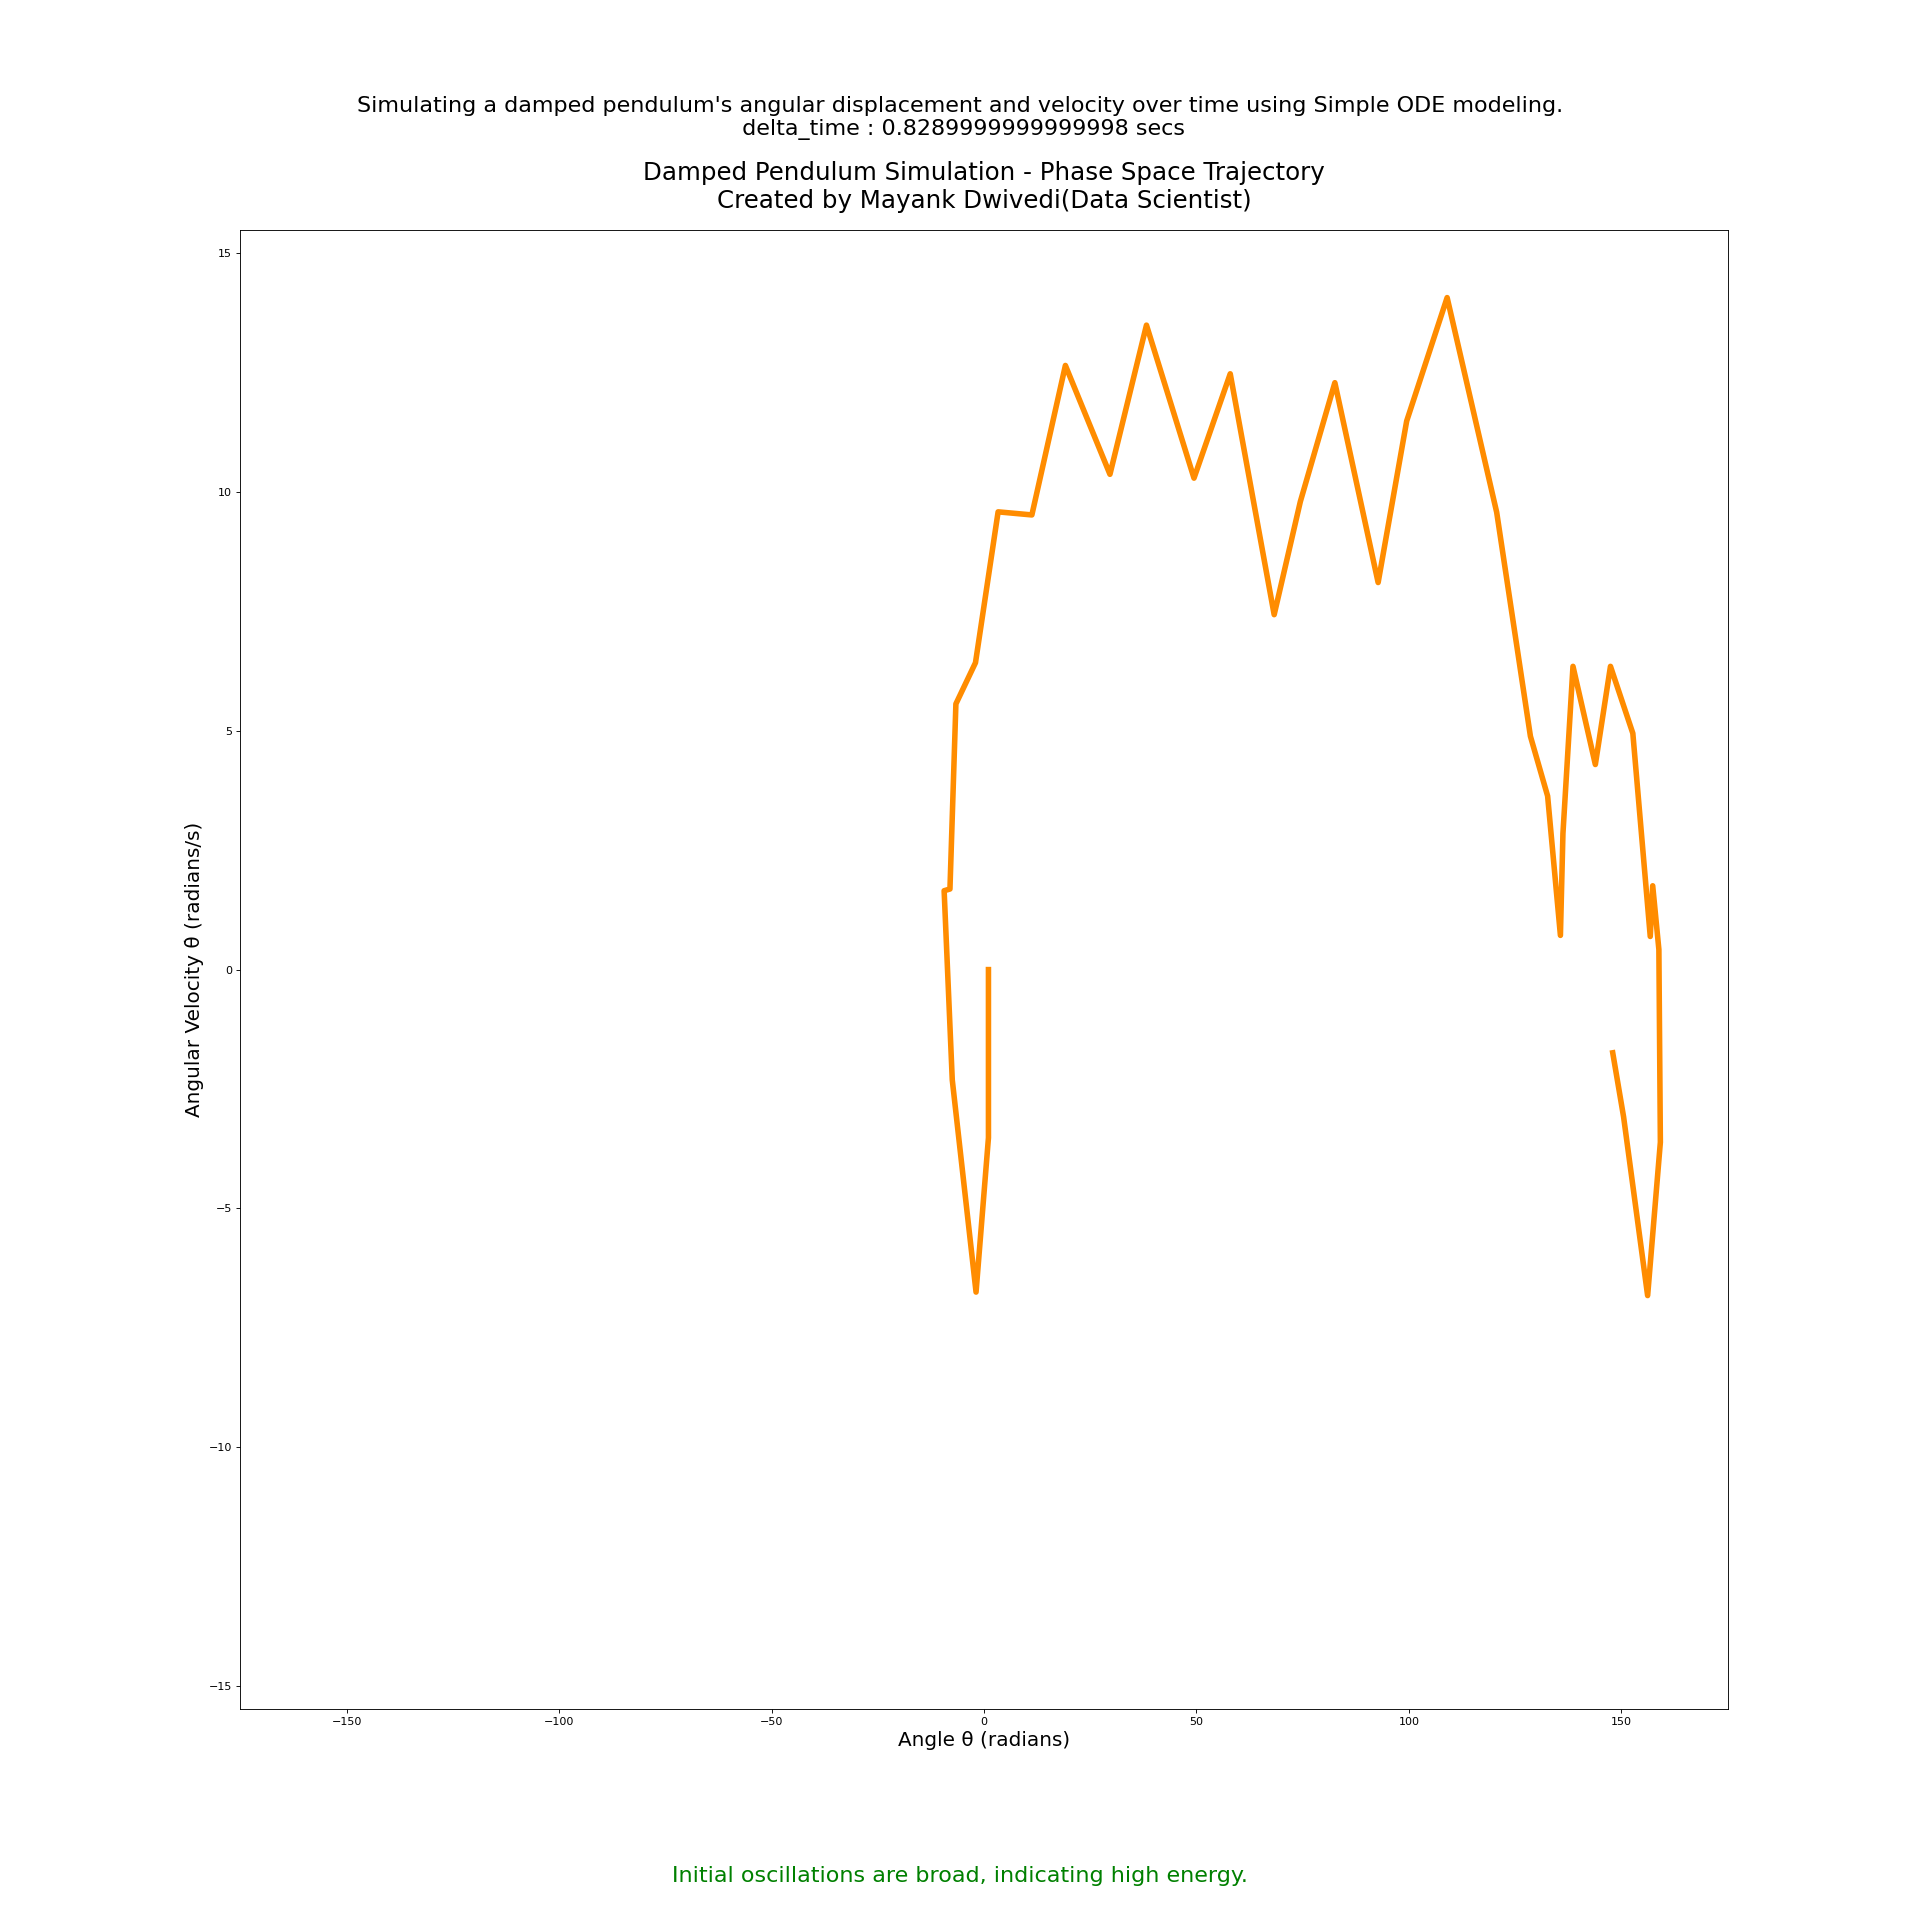 Simulating a damped pendulum's angular displacement and velocity over time using Simple ODE modeling.
delta_time : 0.8289999999999998 secs
Damped Pendulum Simulation - Phase Space Trajectory
Created by Mayank Dwivedi(Data Scientist)
15
10
5
0
−5
−10
−15
Angular Velocity θ (radians/s)
−150 −100 −50 0 50 100 150
Angle θ (radians)
Initial oscillations are broad, indicating high energy.